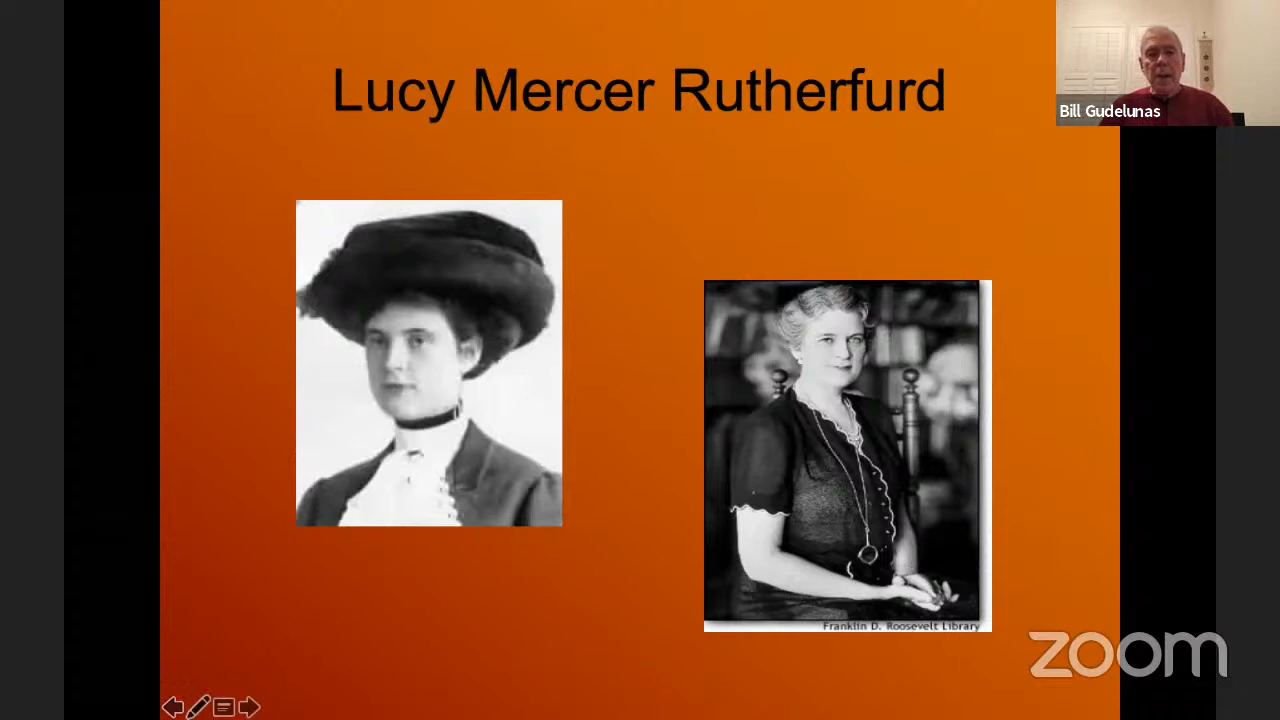 Lucy Mercer Rutherfurd
Bill Gudelunas
Franklin D. Roosevelt Library
zoom